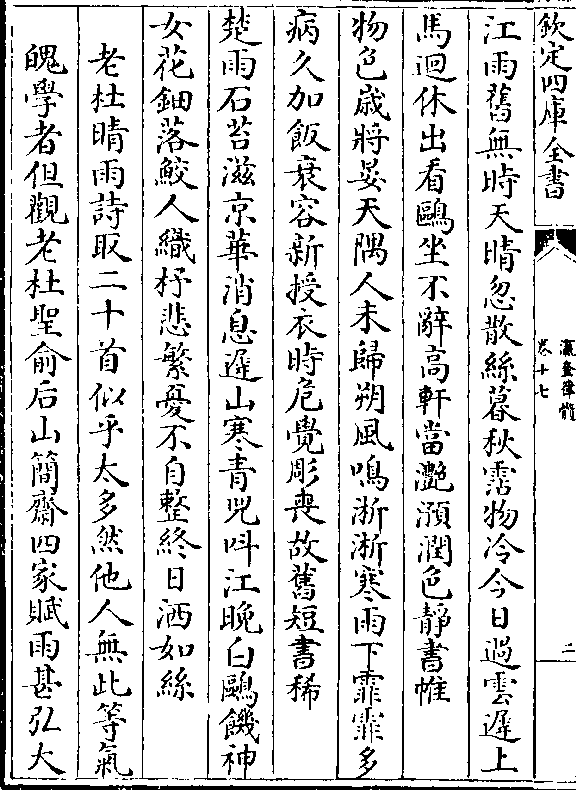 欽定四庫全書
瀛奎律髓
卷十七
二
江雨舊無時天晴忽散絲暮秋霑物冷今日過雲遲上
馬迴休出看鷗坐不辭高軒當灔澦潤色靜書帷
物色歲將晏天隅人未歸朔風鳴淅淅寒雨下霏霏多
病久加飯衰容新授衣時危覺彫喪故舊短書稀
楚雨石苔滋京華消息遲山寒青兕叫江晚白鷗饑神
女花鈿落鮫人織杼悲繁憂不自整終日洒如絲
老杜晴雨詩取二十首似乎太多然他人無此等氣
魄學者但觀老杜聖俞后山簡齋四家賦雨甚弘大